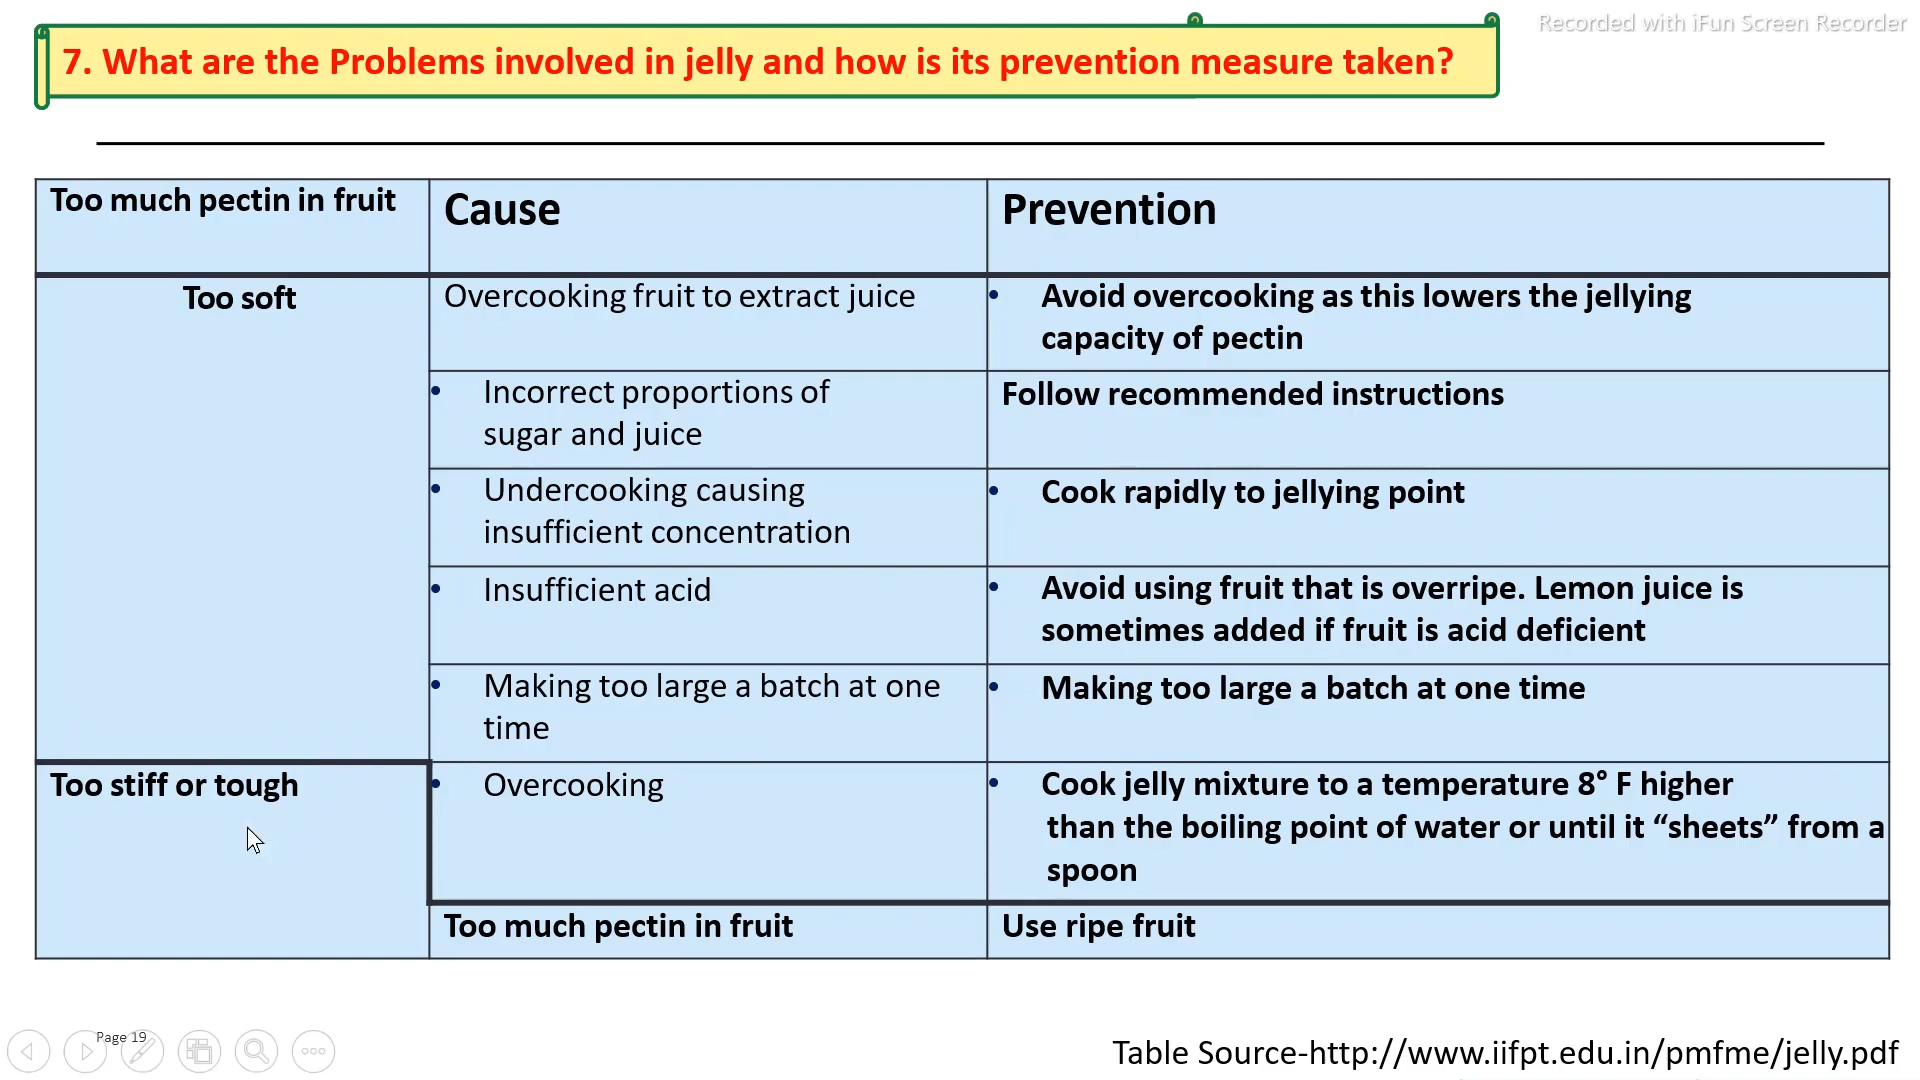 Recorded with iFun Screen Recorder
7. What are the Problems involved in jelly and how is its prevention measure taken?
Too much pectin in fruit
Cause
Prevention
Too soft
Overcooking fruit to extract juice
• Avoid overcooking as this lowers the jellying
capacity of pectin
• Incorrect proportions of
sugar and juice
Follow recommended instructions
• Undercooking causing
insufficient concentration
• Cook rapidly to jellying point
• Insufficient acid
• Avoid using fruit that is overripe. Lemon juice is
sometimes added if fruit is acid deficient
• Making too large a batch at one
time
• Making too large a batch at one time
Too stiff or tough
• Overcooking
• Cook jelly mixture to a temperature 8° F higher
than the boiling point of water or until it “sheets” from a
spoon
Too much pectin in fruit
Use ripe fruit
Page 19
Table Source-http://www.iifpt.edu.in/pmfme/jelly.pdf